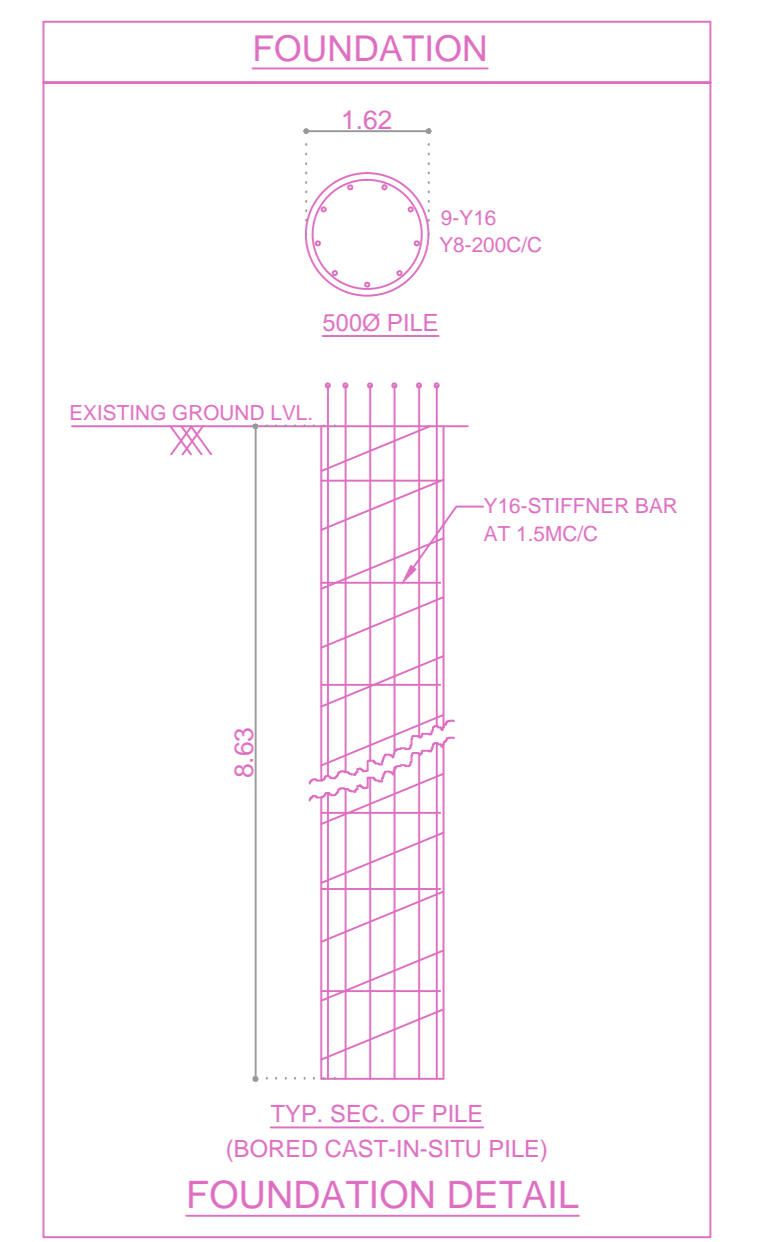 FOUNDATION
1.62
9-Y16
Y8-200C/C
500Ø PILE
EXISTING GROUND LVL.
Y16-STIFFNER BAR
AT 1.5MC/C
8.63
TYP. SEC. OF PILE
(BORED CAST-IN-SITU PILE)
FOUNDATION DETAIL